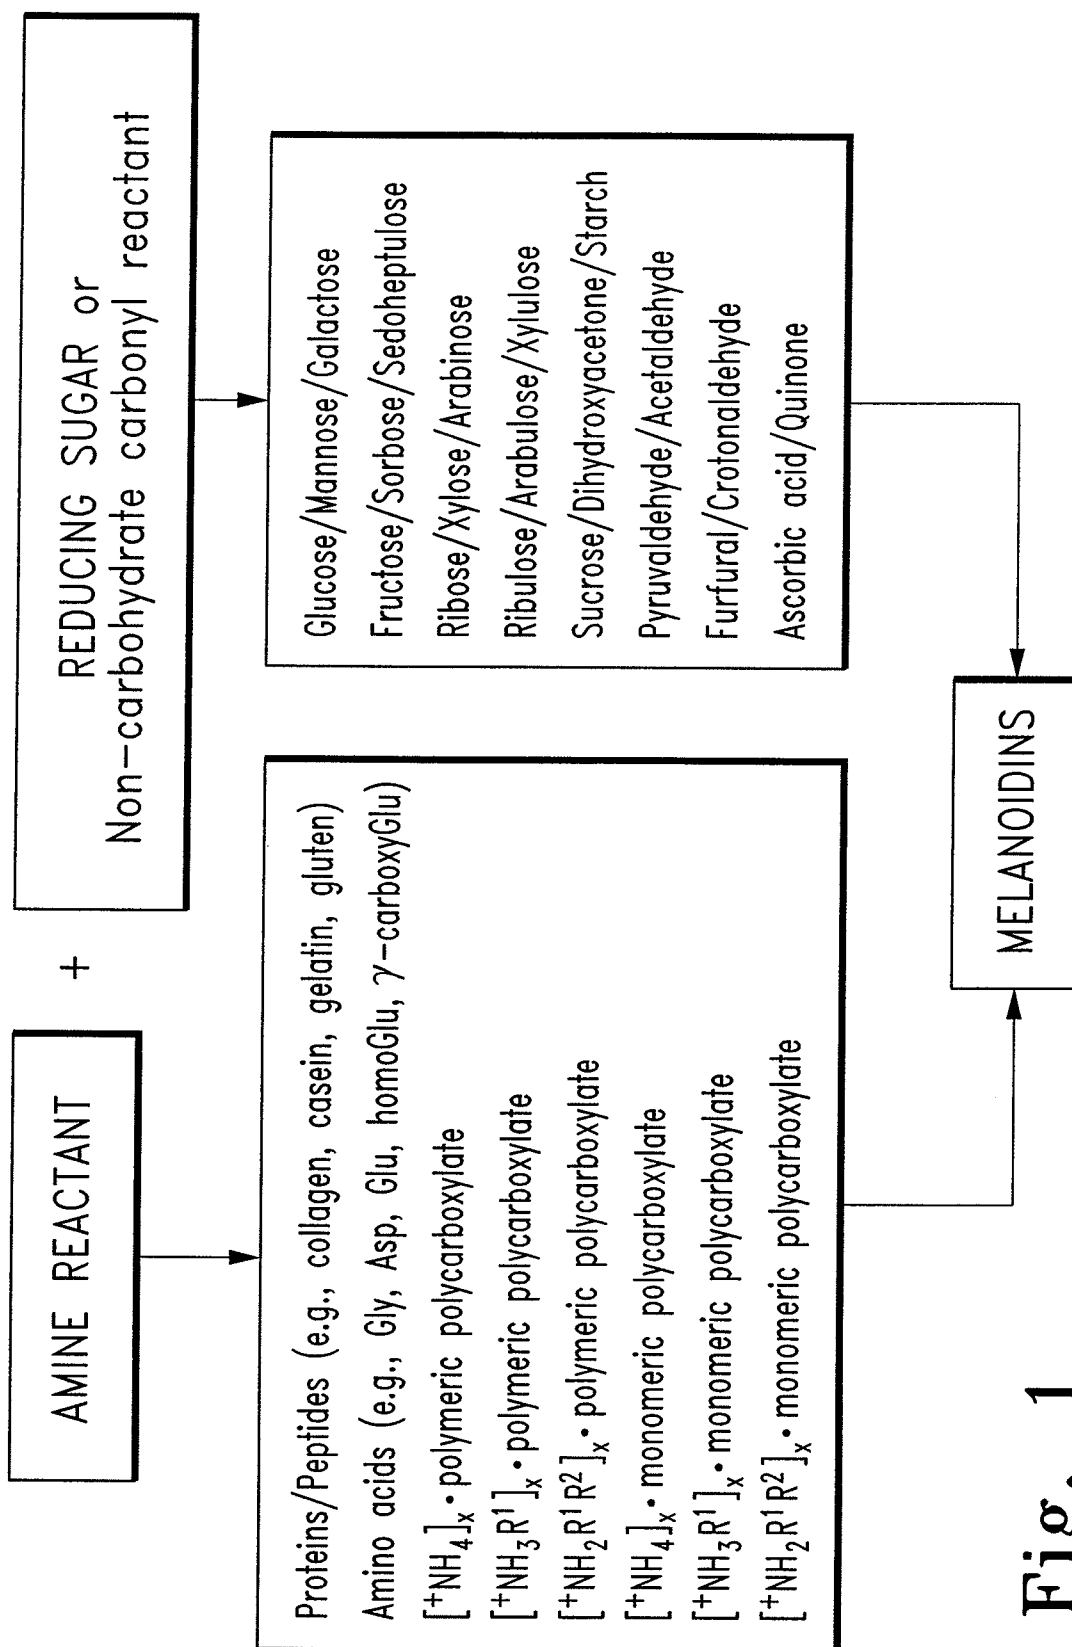 AMINE REACTANT
+
REDUCING SUGAR or
Non-carbohydrate carbonyl reactant
Proteins/Peptides (e.g., collagen, casein, gelatin, gluten)
Amino acids (e.g., Gly, Asp, Glu, homoGlu, γ-carboxyGlu)
[⁺NH₄]ₓ • polymeric polycarboxylate
[⁺NH₃R¹]ₓ • polymeric polycarboxylate
[⁺NH₂R¹R²]ₓ • polymeric polycarboxylate
[⁺NH₄]ₓ • monomeric polycarboxylate
[⁺NH₃R¹]ₓ • monomeric polycarboxylate
[⁺NH₂R¹R²]ₓ • monomeric polycarboxylate
Glucose/Mannose/Galactose
Fructose/Sorbose/Sedoheptulose
Ribose/Xylose/Arabinose
Ribulose/Arabulose/Xylulose
Sucrose/Dihydroxyacetone/Starch
Pyruvaldehyde/Acetaldehyde
Furfural/Crotonaldehyde
Ascorbic acid/Quinone
MELANOIDINS
Fig. 1